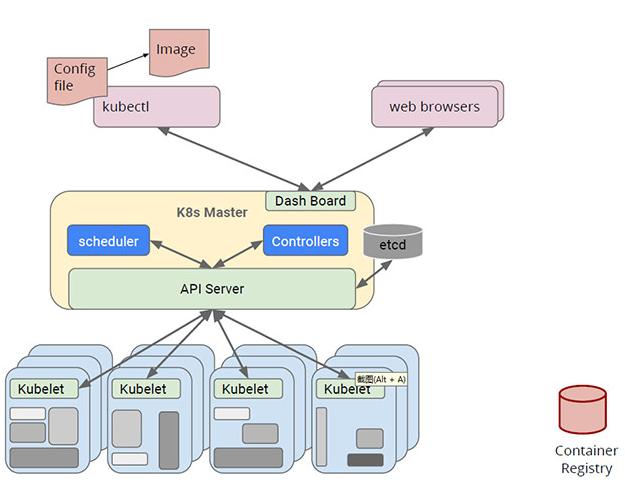 Image
Config
file
kubectl
web browsers
Dash Board
K8s Master
scheduler
Controllers
etcd
API Server
Kubelet
Kubelet
Kubelet
Kubelet
截图(Alt + A)
Container
Registry